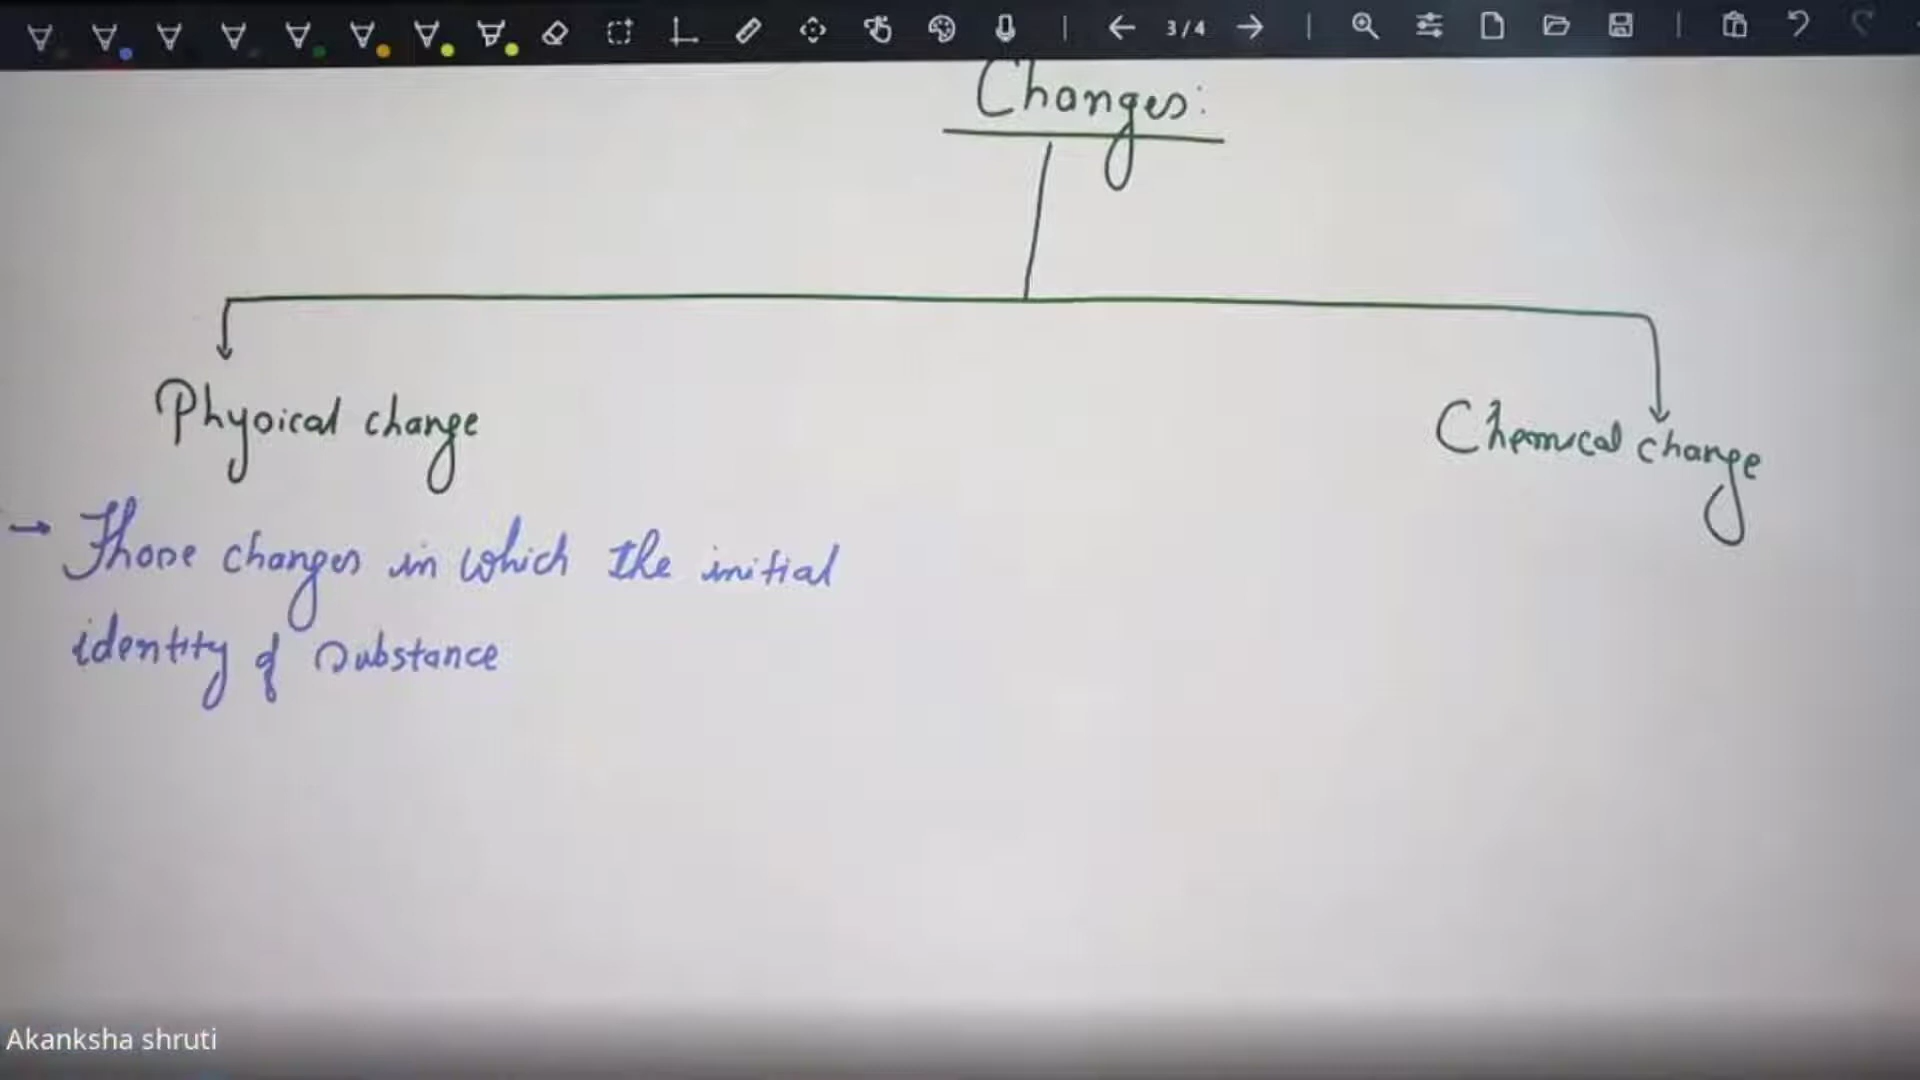 3/4
Changes:
Physical change
Chemical change
→ Those changes in which the initial
identity of substance
Akanksha shruti